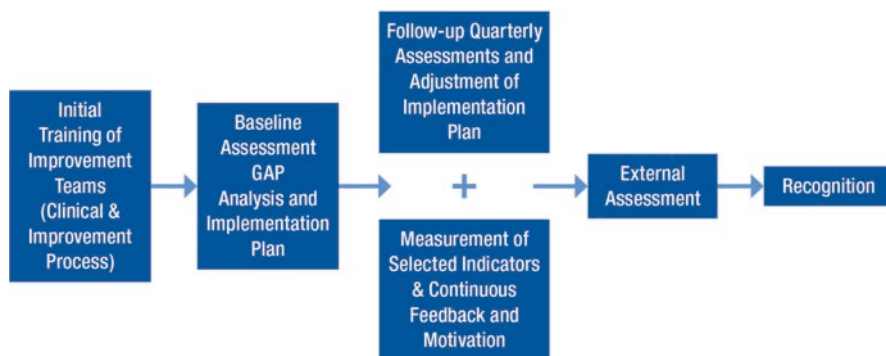 Initial
Training of
Improvement
Teams
(Clinical &
Improvement
Process)
Baseline
Assessment
GAP
Analysis and
Implementation
Plan
Follow-up Quarterly
Assessments and
Adjustment of
Implementation
Plan
+
Measurement of
Selected Indicators
& Continuous
Feedback and
Motivation
External
Assessment
Recognition